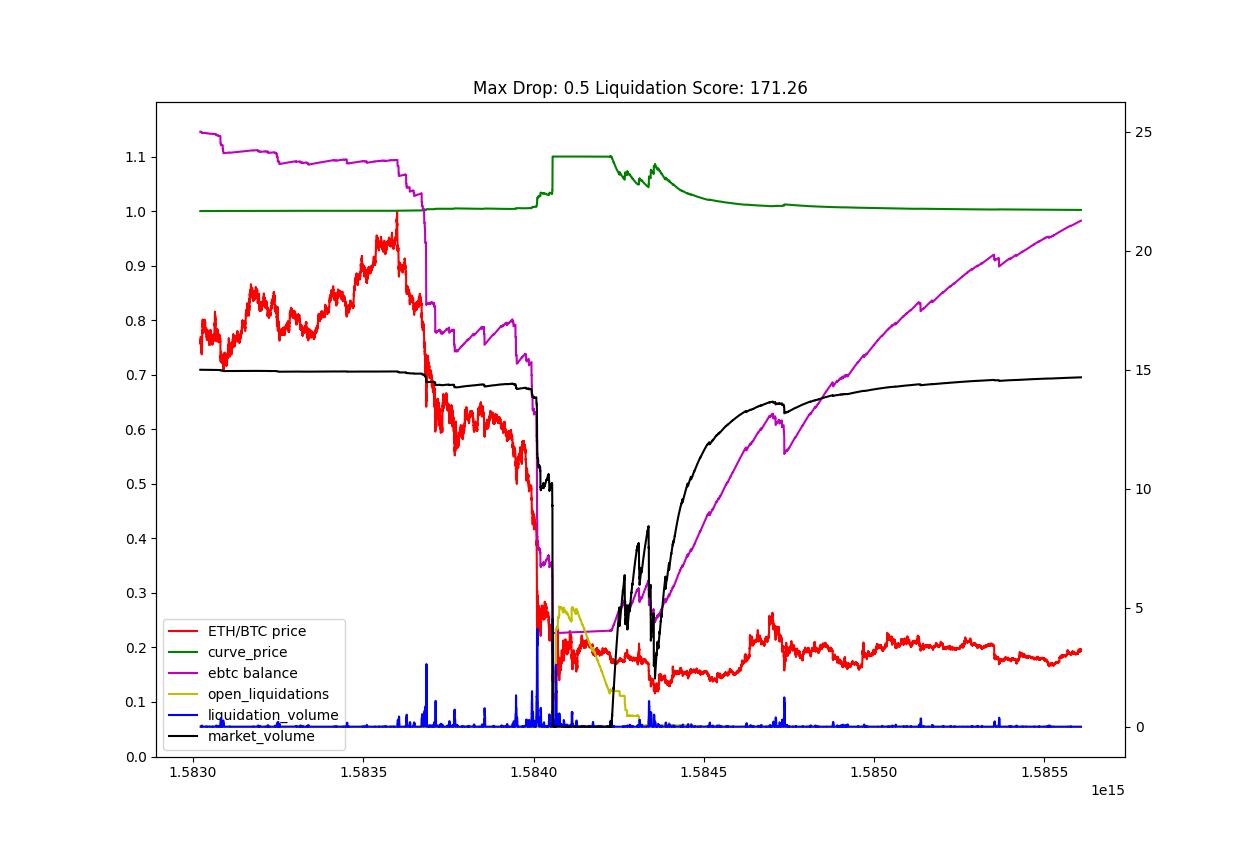 Max Drop: 0.5 Liquidation Score: 171.26
1.1
1.0
0.9
0.8
0.7
0.6
0.5
0.4
0.3
0.2
0.1
0.0
25
20
15
10
5
0
ETH/BTC price
curve_price
ebtc balance
open_liquidations
liquidation_volume
market_volume
1.5830 1.5835 1.5840 1.5845 1.5850 1.5855
1e15